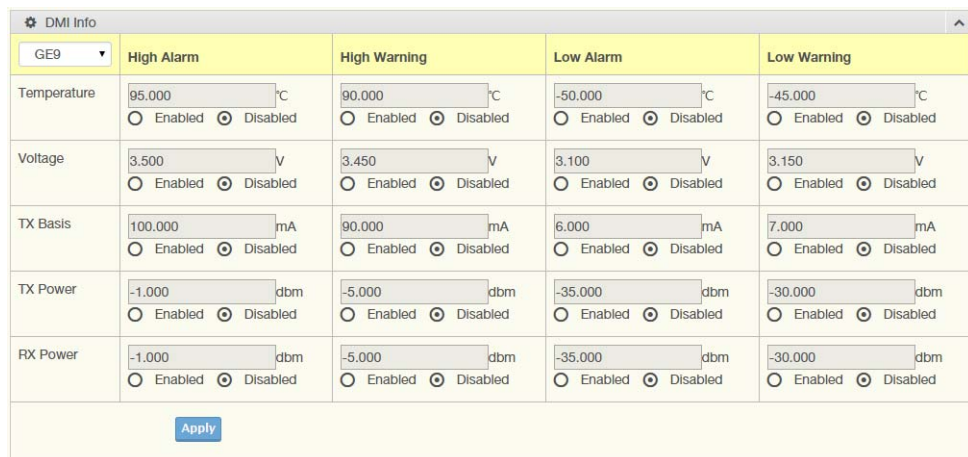 DMI Info
GE9 High Alarm High Warning Low Alarm Low Warning
Temperature 95.000 °C 90.000 °C -50.000 °C -45.000 °C
Enabled Disabled Enabled Disabled Enabled Disabled Enabled Disabled
Voltage 3.500 V 3.450 V 3.100 V 3.150 V
Enabled Disabled Enabled Disabled Enabled Disabled Enabled Disabled
TX Basis 100.000 mA 90.000 mA 6.000 mA 7.000 mA
Enabled Disabled Enabled Disabled Enabled Disabled Enabled Disabled
TX Power -1.000 dbm -5.000 dbm -35.000 dbm -30.000 dbm
Enabled Disabled Enabled Disabled Enabled Disabled Enabled Disabled
RX Power -1.000 dbm -5.000 dbm -35.000 dbm -30.000 dbm
Enabled Disabled Enabled Disabled Enabled Disabled Enabled Disabled
Apply